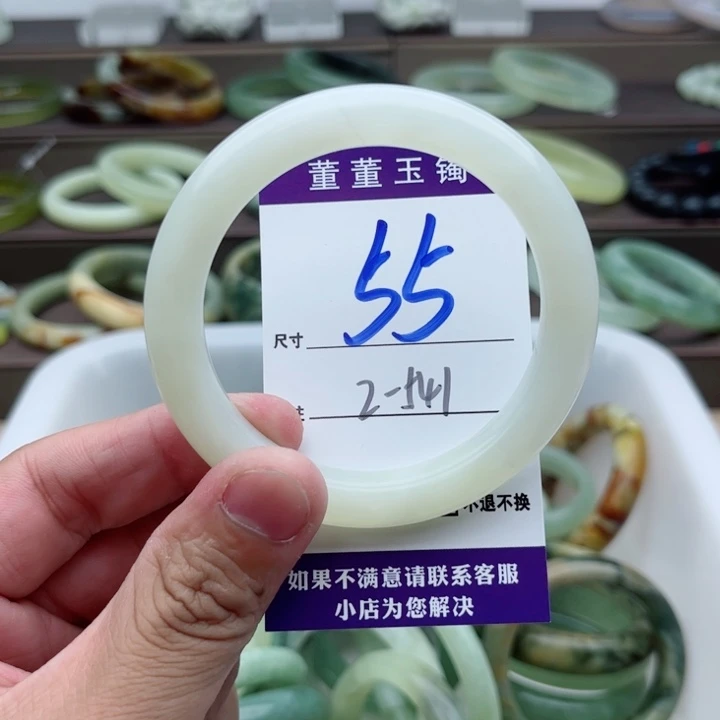 董董玉镯
55
尺寸
2-541
不退不换
如果不满意请联系客服
小店为您解决